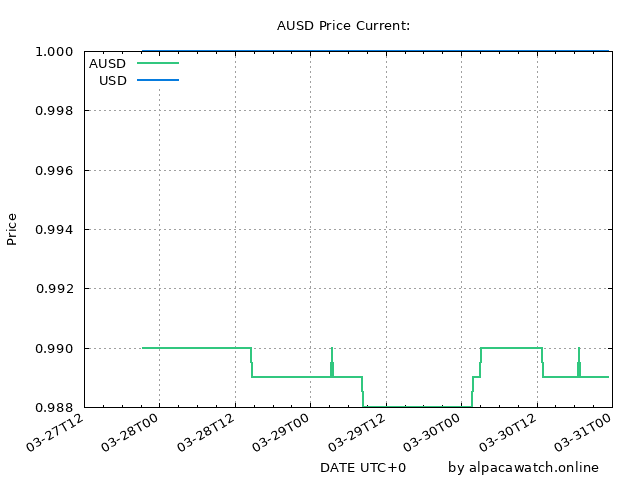 AUSD Price Current:
1.000
0.998
0.996
0.994
0.992
0.990
0.988
Price
AUSD
USD
03-27T12
03-28T00
03-28T12
03-29T00
03-29T12
03-30T00
03-30T12
03-31T00
DATE UTC+0
by alpacawatch.online